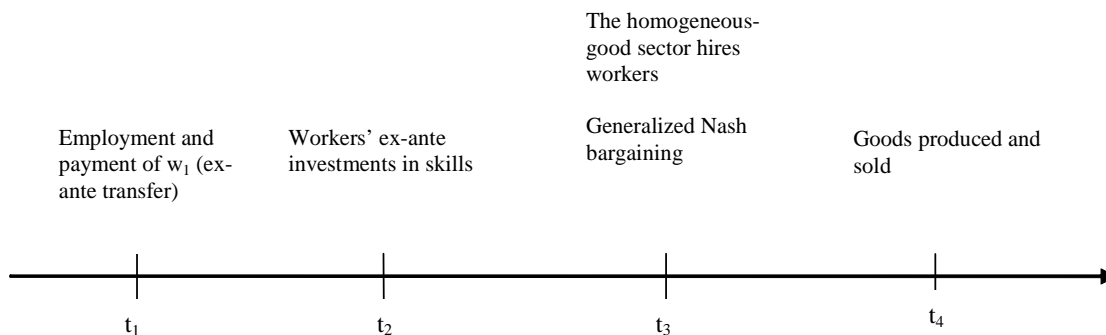 The homogeneous-
good sector hires
workers
Employment and
payment of w₁ (ex-
ante transfer)
Workers' ex-ante
investments in skills
Generalized Nash
bargaining
Goods produced and
sold
t₁
t₂
t₃
t₄